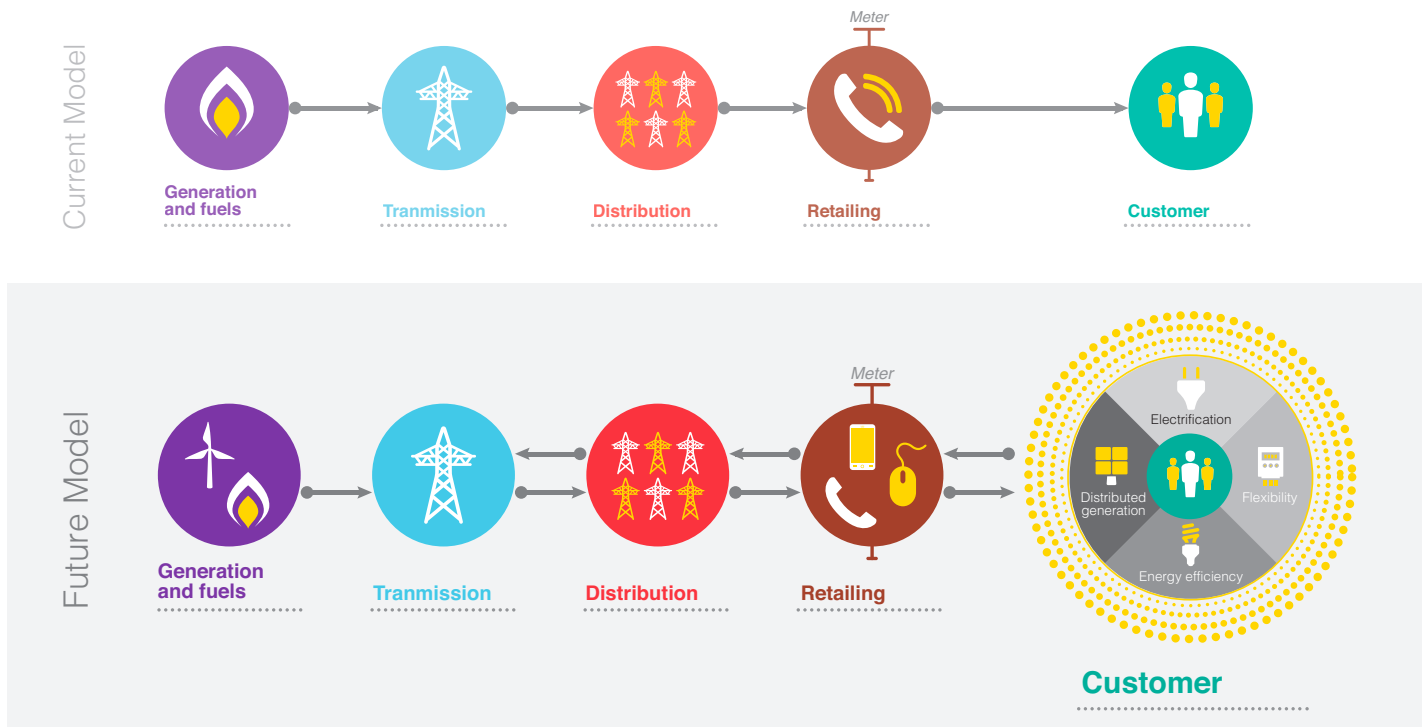 Current Model
Meter
Generation
and fuels
Tranmission
Distribution
Retailing
Customer
Future Model
Meter
Generation
and fuels
Tranmission
Distribution
Retailing
Electrification
Distributed
generation
Flexibility
Energy efficiency
Customer